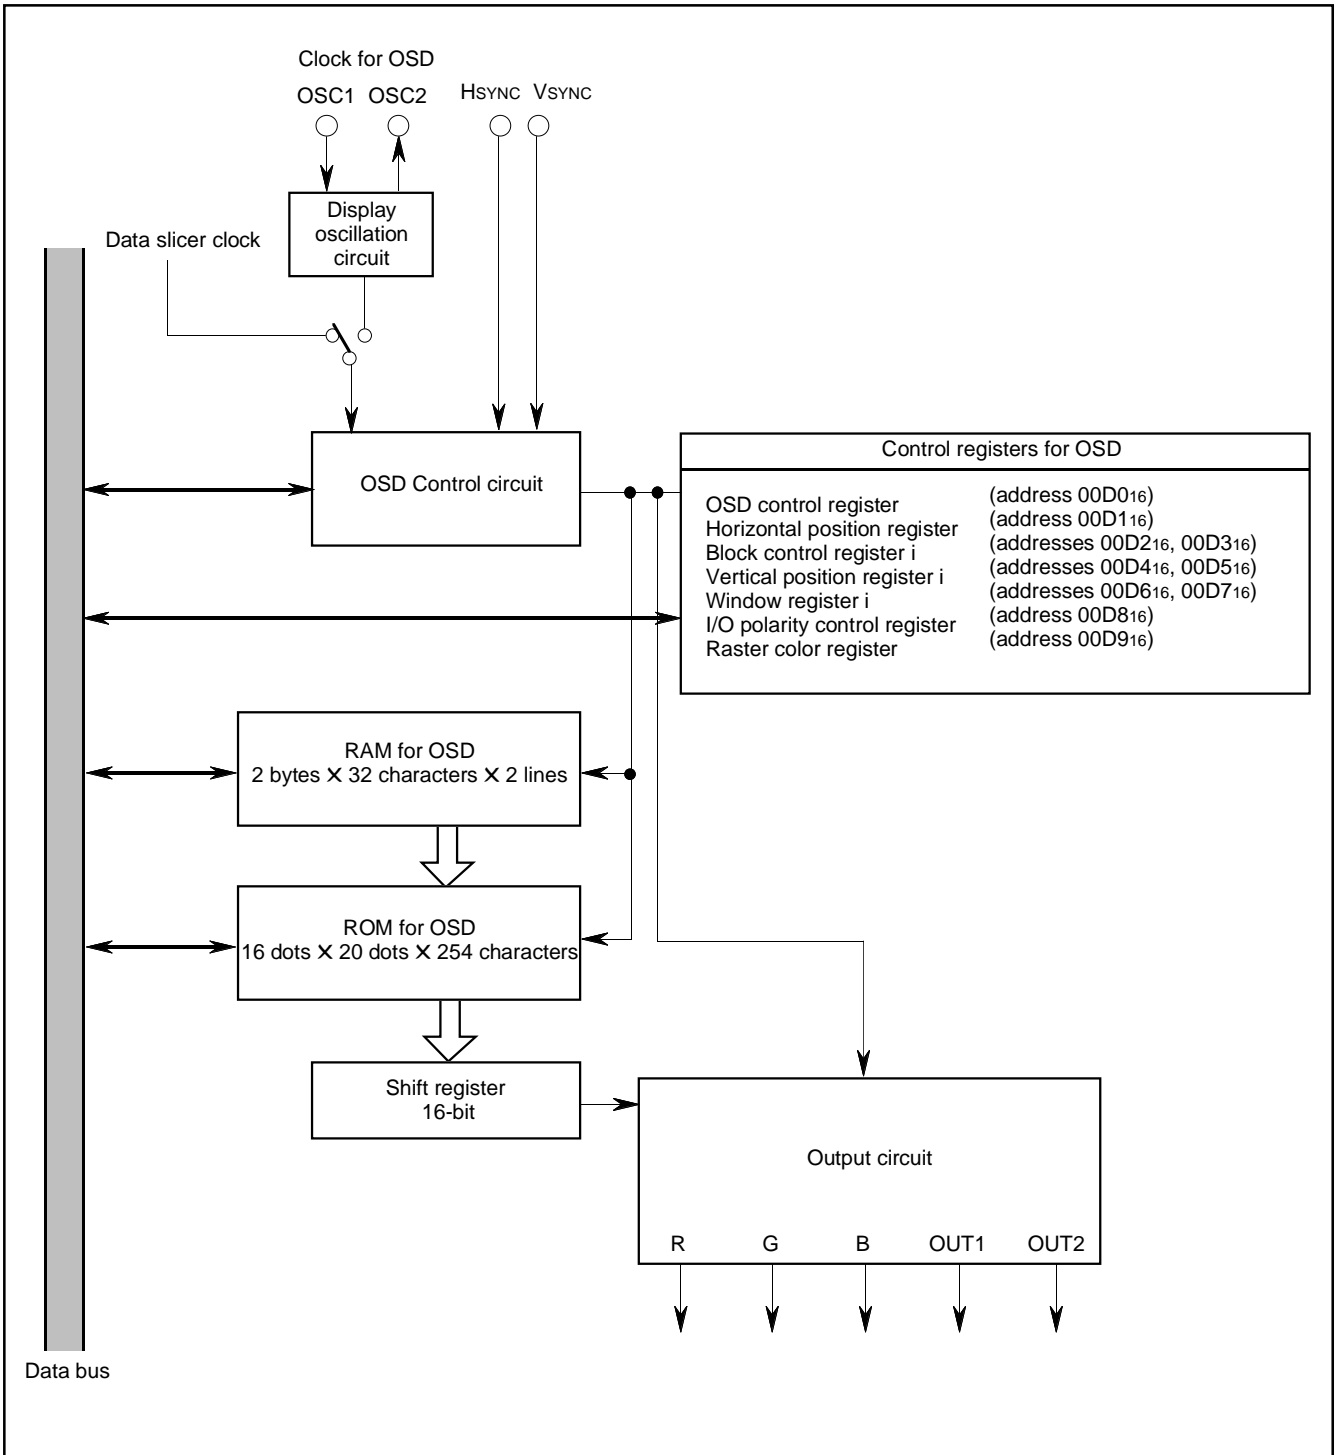 Clock for OSD
OSC1 OSC2 HSYNC VSYNC
Display
oscillation
circuit
Data slicer clock
OSD Control circuit
Control registers for OSD
OSD control register (address 00D016)
Horizontal position register (address 00D116)
Block control register i (addresses 00D216, 00D316)
Vertical position register i (addresses 00D416, 00D516)
Window register i (addresses 00D616, 00D716)
I/O polarity control register (address 00D816)
Raster color register (address 00D916)
RAM for OSD
2 bytes × 32 characters × 2 lines
ROM for OSD
16 dots × 20 dots × 254 characters
Shift register
16-bit
Output circuit
R G B OUT1 OUT2
Data bus